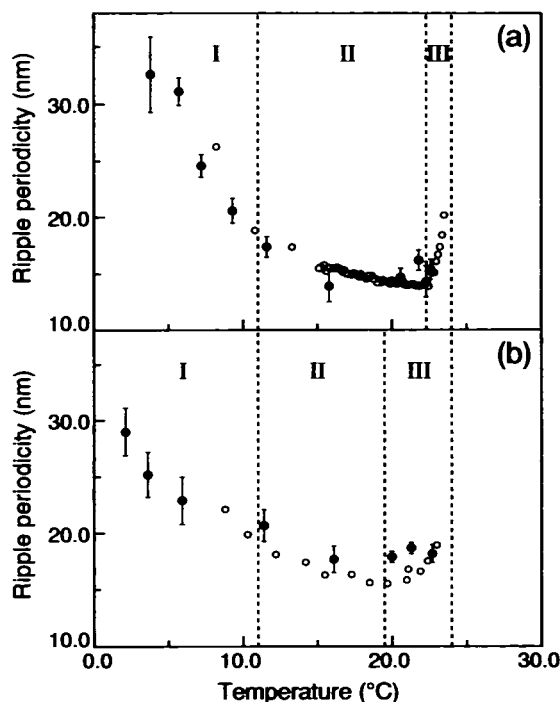 (a)
I II III
Ripple periodicity (nm)
30.0
20.0
10.0
(b)
I II III
Ripple periodicity (nm)
30.0
20.0
10.0
0.0 10.0 20.0 30.0
Temperature (°C)